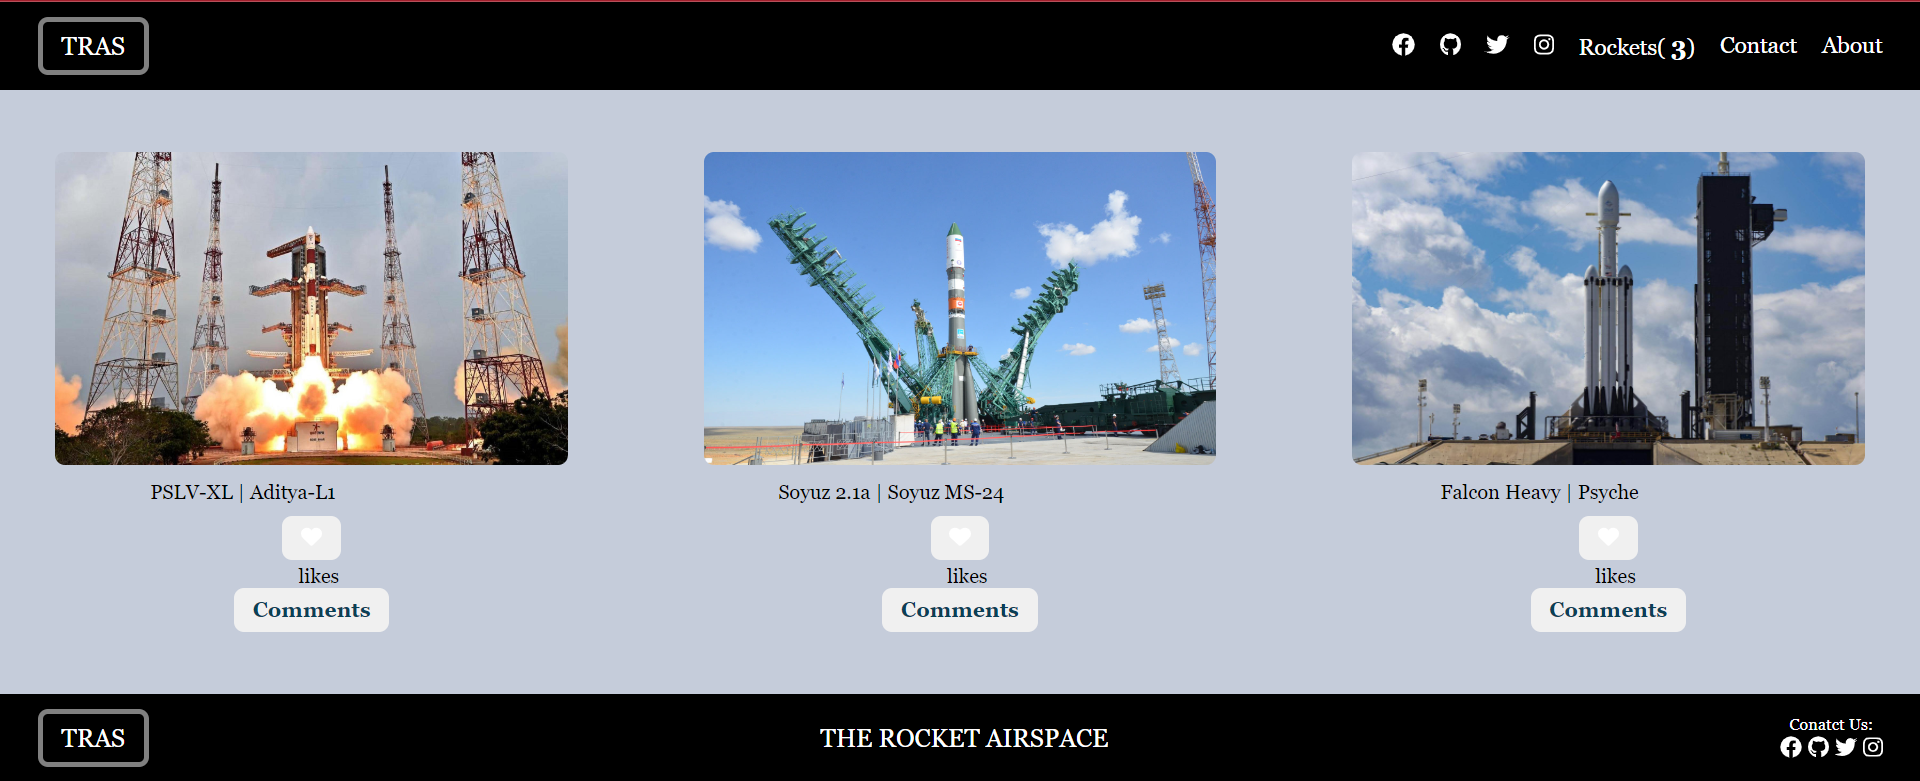 TRAS
Rockets( 3) Contact About
PSLV-XL | Aditya-L1
likes
Comments
Soyuz 2.1a | Soyuz MS-24
likes
Comments
Falcon Heavy | Psyche
likes
Comments
TRAS
THE ROCKET AIRSPACE
Conatct Us: